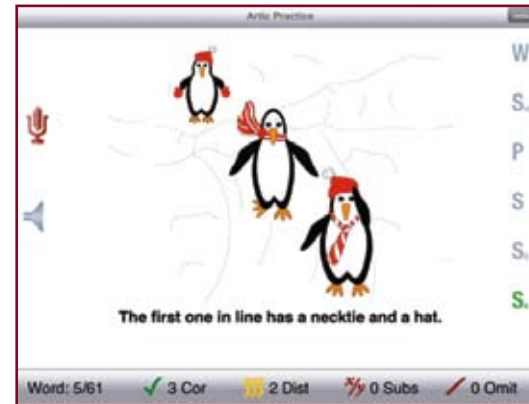 Artic Practice
W
S
P
S
S
S
The first one in line has a necktie and a hat.
Word: 5/61 3 Cor 2 Dist x/y 0 Subs 0 Omit